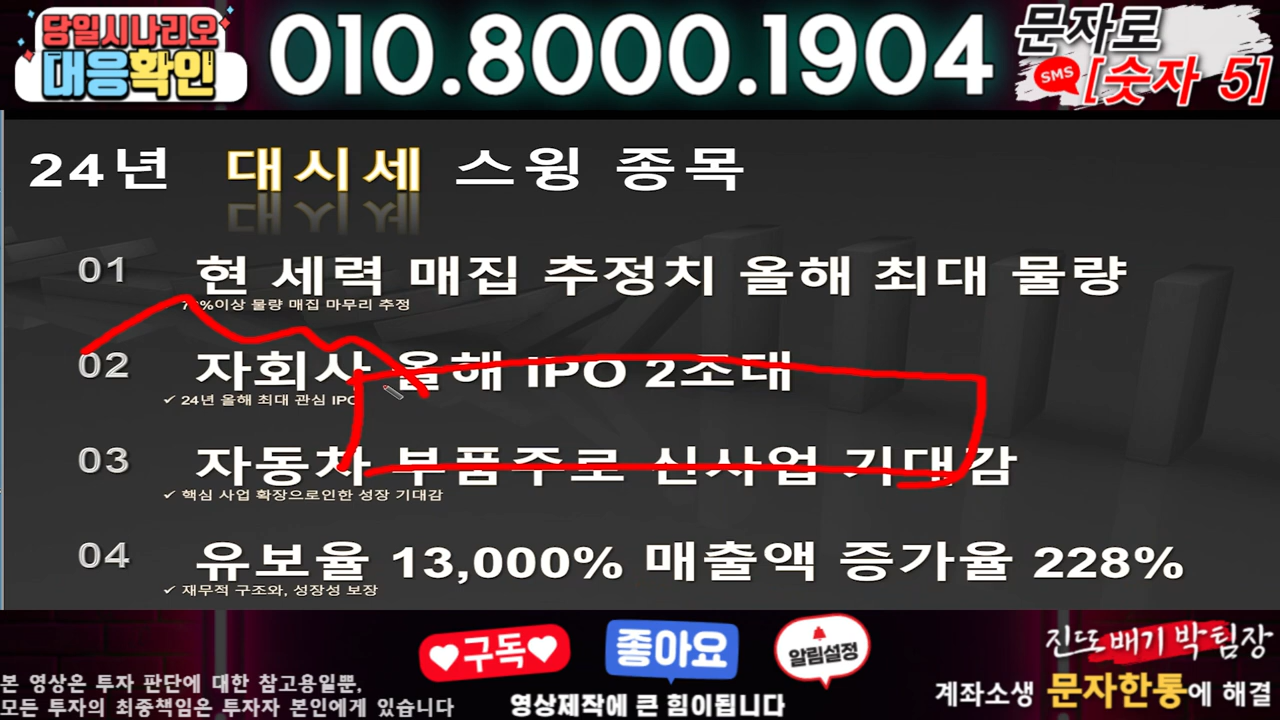 당일시나리오
대응확인
010.8000.1904
문자로
SMS
[숫자 5]
24년 대시세 스윙 종목
01 현 세력 매집 추정치 올해 최대 물량
%이상 물량 매집 마무리 추정
02 자회사 올해 IPO 2조대
✓ 24년 올해 최대 관심 IPO
03 자동차 부품주로 신사업 기대감
✓ 핵심 사업 확장으로인한 성장 기대감
04 유보율 13,000% 매출액 증가율 228%
✓ 재무적 구조와, 성장성 보장
구독
좋아요
알림설정
영상제작에 큰 힘이됩니다
본 영상은 투자 판단에 대한 참고용일뿐,
모든 투자의 최종책임은 투자자 본인에게 있습니다
진또배기 박팀장
계좌소생 문자한통에 해결